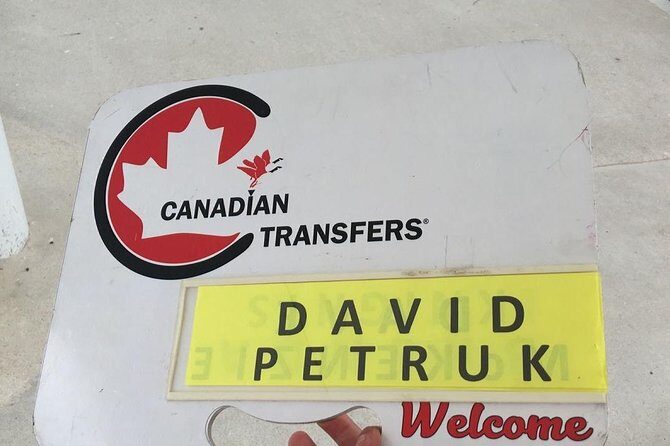 CANADIAN
TRANSFERS®
DAVID
PETRUK
Welcome